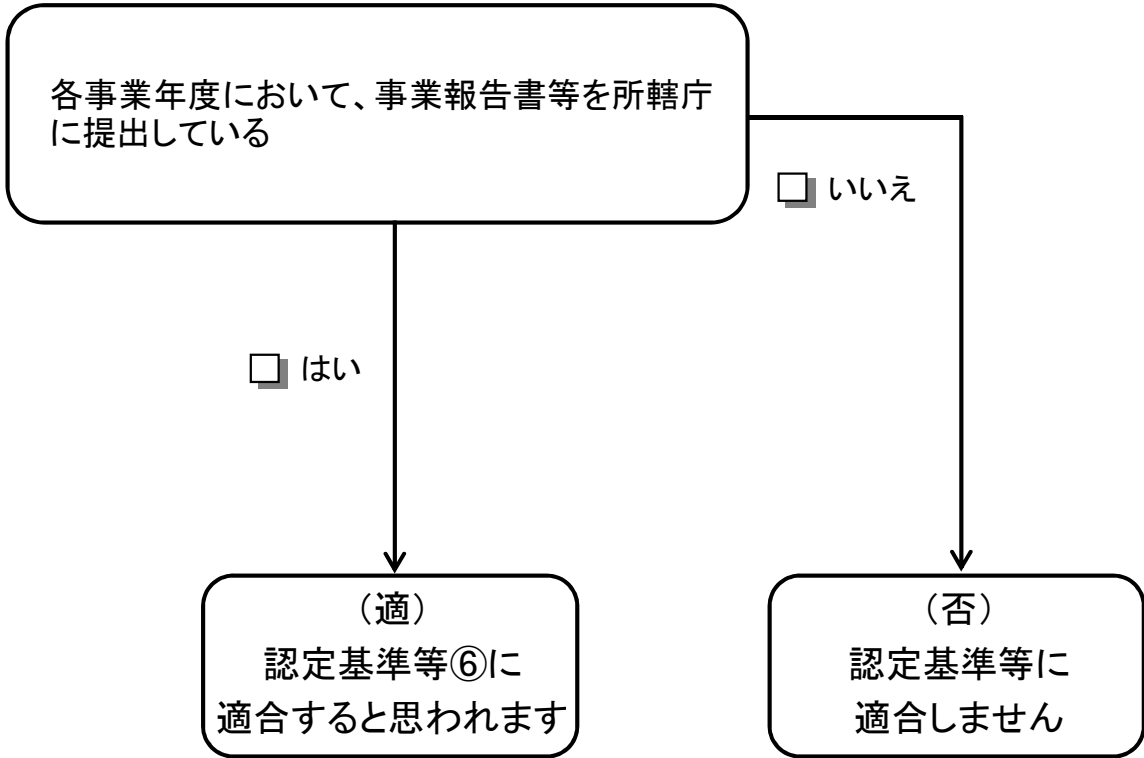 各事業年度において、事業報告書等を所轄庁
に提出している
いいえ
はい
（適）
認定基準等⑥に
適合すると思われます
（否）
認定基準等に
適合しません